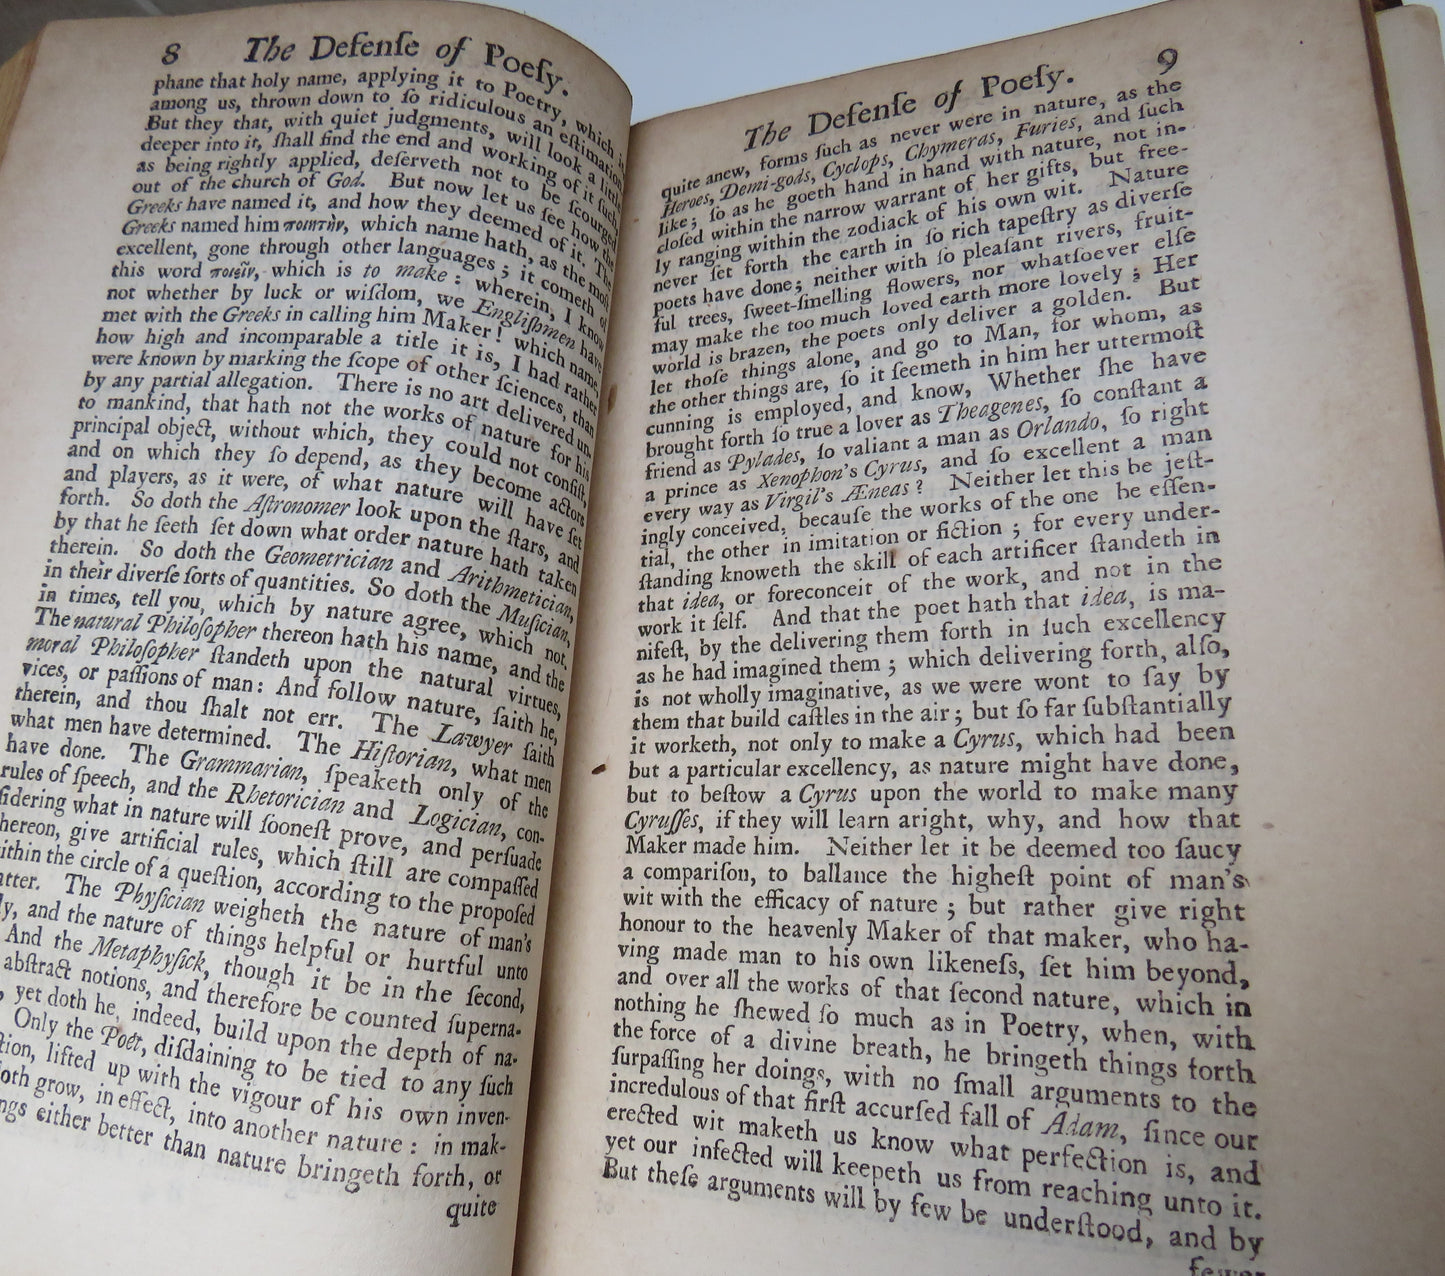 8 The Defenſe of Poeſy.
phane that holy name, applying it to Poetry, which is
among us, thrown down to ſo ridiculous an eſtimation.
But they that, with quiet judgments, will look a little
deeper into it, ſhall find the end and working of it ſuch,
as being rightly applied, deſerveth not to be ſcourged
out of the church of God. But now let us ſee how the
Greeks have named it, and how they deemed of it. The
Greeks named him ποιητὴν, which name hath, as the moſt
excellent, gone through other languages; it cometh of
this word ποιεῖν, which is to make: wherein, I know
not whether by luck or wiſdom, we Engliſhmen have
met with the Greeks in calling him Maker! which name,
how high and incomparable a title it is, I had rather
were known by marking the ſcope of other ſciences, than
by any partial allegation. There is no art delivered un-
to mankind, that hath not the works of nature for his
principal object, without which, they could not conſiſt,
and on which they ſo depend, as they become actors
and players, as it were, of what nature will have ſet
forth. So doth the Aſtronomer look upon the ſtars, and
by that he ſeeth ſet down what order nature hath taken
therein. So doth the Geometrician and Arithmetician,
in their diverſe ſorts of quantities. So doth the Muſician,
in times, tell you, which by nature agree, which not.
The natural Philoſopher thereon hath his name, and the
moral Philoſopher ſtandeth upon the natural virtues,
vices, or paſſions of man: And follow nature, ſaith he,
therein, and thou ſhalt not err. The Lawyer ſaith
what men have determined. The Hiſtorian, what men
have done. The Grammarian, ſpeaketh only of the
rules of ſpeech, and the Rhetorician and Logician, con-
ſidering what in nature will ſooneſt prove, and perſuade
hereon, give artificial rules, which ſtill are compaſſed
ithin the circle of a queſtion, according to the propoſed
atter. The Phyſician weigheth the nature of man's
ly, and the nature of things helpful or hurtful unto
And the Metaphyſick, though it be in the ſecond,
abſtract notions, and therefore be counted ſuperna-
, yet doth he, indeed, build upon the depth of na-
Only the Poet, diſdaining to be tied to any ſuch
tion, lifted up with the vigour of his own inven-
oth grow, in effect, into another nature: in mak-
ngs either better than nature bringeth forth, or
quite
The Defenſe of Poeſy. 9
quite anew, forms ſuch as never were in nature, as the
Heroes, Demi-gods, Cyclops, Chymeras, Furies, and ſuch
like; ſo as he goeth hand in hand with nature, not in-
cloſed within the narrow warrant of her gifts, but free-
ly ranging within the zodiack of his own wit. Nature
never ſet forth the earth in ſo rich tapeſtry as diverſe
poets have done; neither with ſo pleaſant rivers, fruit-
ful trees, ſweet-ſmelling flowers, nor whatſoever elſe
may make the too much loved earth more lovely; Her
world is brazen, the poets only deliver a golden. But
let thoſe things alone, and go to Man, for whom, as
the other things are, ſo it ſeemeth in him her uttermoſt
cunning is employed, and know, Whether ſhe have
brought forth ſo true a lover as Theagenes, ſo conſtant a
friend as Pylades, ſo valiant a man as Orlando, ſo right
a prince as Xenophon's Cyrus, and ſo excellent a man
every way as Virgil's Æneas? Neither let this be jeſt-
ingly conceived, becauſe the works of the one be eſſen-
tial, the other in imitation or fiction; for every under-
ſtanding knoweth the skill of each artificer ſtandeth in
that idea, or foreconceit of the work, and not in the
work it ſelf. And that the poet hath that idea, is ma-
nifeſt, by the delivering them forth in ſuch excellency
as he had imagined them; which delivering forth, alſo,
is not wholly imaginative, as we were wont to ſay by
them that build caſtles in the air; but ſo far ſubſtantially
it worketh, not only to make a Cyrus, which had been
but a particular excellency, as nature might have done,
but to beſtow a Cyrus upon the world to make many
Cyruſſes, if they will learn aright, why, and how that
Maker made him. Neither let it be deemed too ſaucy
a compariſon, to ballance the higheſt point of man's
wit with the efficacy of nature; but rather give right
honour to the heavenly Maker of that maker, who ha-
ving made man to his own likeneſs, ſet him beyond,
and over all the works of that ſecond nature, which in
nothing he ſhewed ſo much as in Poetry, when, with
the force of a divine breath, he bringeth things forth
ſurpaſſing her doings, with no ſmall arguments to the
incredulous of that firſt accurſed fall of Adam, ſince our
erected wit maketh us know what perfection is, and
yet our infected will keepeth us from reaching unto it.
But theſe arguments will by few be underſtood, and by
fewer